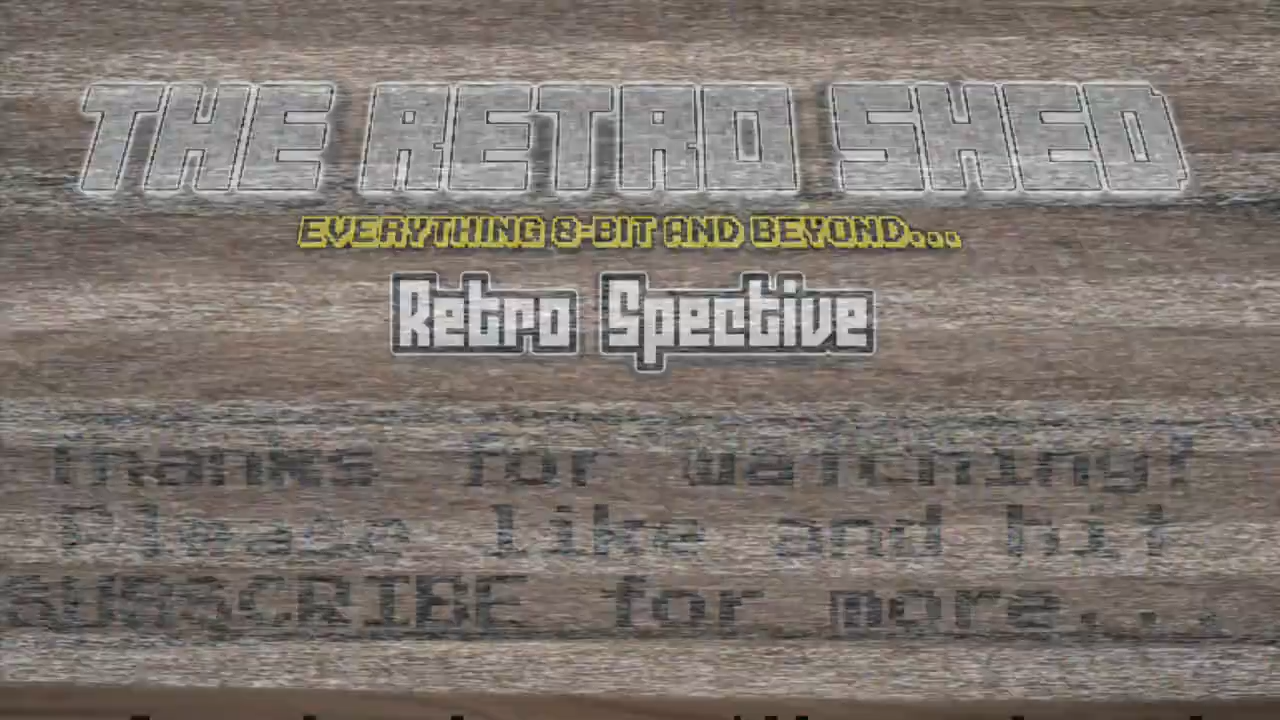 THE RETRO SHED
EVERYTHING 8-BIT AND BEYOND...
Retro Spective
Thanks for watching!
Please like and hit
SUBSCRIBE for more...